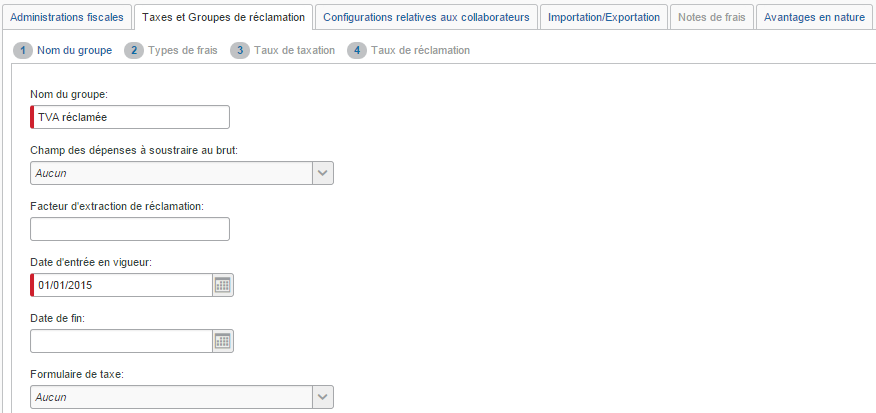 Administrations fiscales Taxes et Groupes de réclamation Configurations relatives aux collaborateurs Importation/Exportation Notes de frais Avantages en nature
1 Nom du groupe 2 Types de frais 3 Taux de taxation 4 Taux de réclamation
Nom du groupe:
TVA réclamée
Champ des dépenses à soustraire au brut:
Aucun
Facteur d'extraction de réclamation:
Date d'entrée en vigueur:
01/01/2015
Date de fin:
Formulaire de taxe:
Aucun